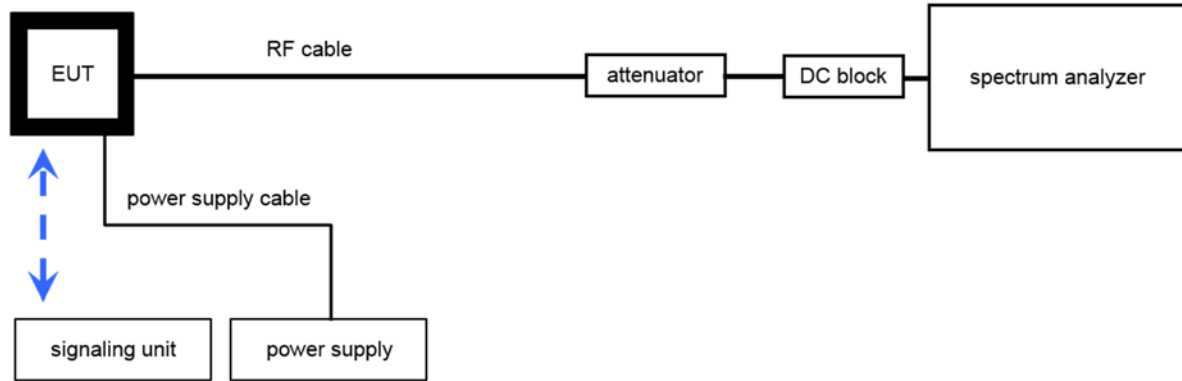 EUT
RF cable
attenuator
DC block
spectrum analyzer
power supply cable
signaling unit
power supply